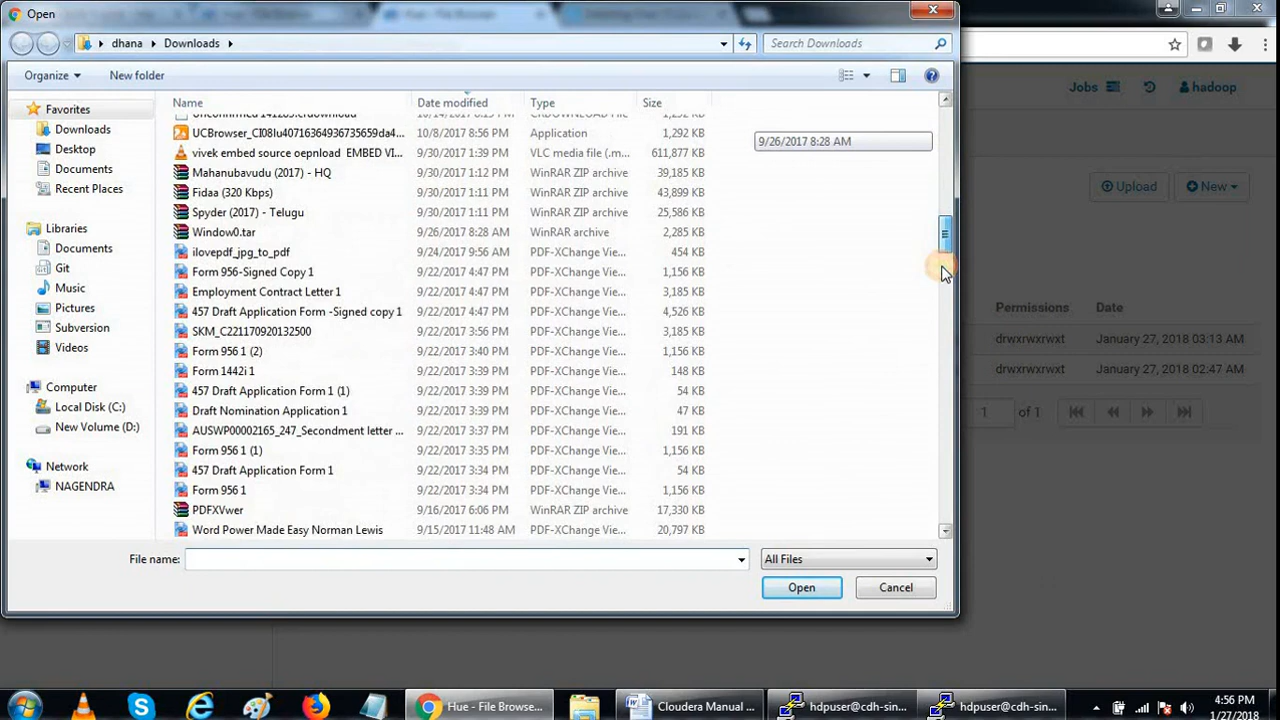 Open
dhana Downloads
Search Downloads
Organize New folder
Jobs hadoop
Upload New
Name Date modified Type Size
Favorites
Downloads
Desktop
Documents
Recent Places
Libraries
Documents
Git
Music
Pictures
Subversion
Videos
Computer
Local Disk (C:)
New Volume (D:)
Network
NAGENDRA
UCBrowser_CI08Iu40716364936735659da4... 10/8/2017 8:56 PM Application 1,292 KB
vivek embed source oepnload EMBED VI... 9/30/2017 1:39 PM VLC media file (.m... 611,877 KB
Mahanubavudu (2017) - HQ 9/30/2017 1:12 PM WinRAR ZIP archive 39,185 KB
Fidaa (320 Kbps) 9/30/2017 1:11 PM WinRAR ZIP archive 43,899 KB
Spyder (2017) - Telugu 9/30/2017 1:11 PM WinRAR ZIP archive 25,586 KB
Window0.tar 9/26/2017 8:28 AM WinRAR archive 2,285 KB
ilovepdf_jpg_to_pdf 9/24/2017 9:56 AM PDF-XChange Vie... 454 KB
Form 956-Signed Copy 1 9/22/2017 4:47 PM PDF-XChange Vie... 1,156 KB
Employment Contract Letter 1 9/22/2017 4:47 PM PDF-XChange Vie... 3,185 KB
457 Draft Application Form -Signed copy 1 9/22/2017 4:47 PM PDF-XChange Vie... 4,526 KB
SKM_C221170920132500 9/22/2017 3:56 PM PDF-XChange Vie... 3,185 KB
Form 956 1 (2) 9/22/2017 3:40 PM PDF-XChange Vie... 1,156 KB
Form 1442i 1 9/22/2017 3:39 PM PDF-XChange Vie... 148 KB
457 Draft Application Form 1 (1) 9/22/2017 3:39 PM PDF-XChange Vie... 54 KB
Draft Nomination Application 1 9/22/2017 3:39 PM PDF-XChange Vie... 47 KB
AUSWP00002165_247_Secondment letter ... 9/22/2017 3:37 PM PDF-XChange Vie... 191 KB
Form 956 1 (1) 9/22/2017 3:35 PM PDF-XChange Vie... 1,156 KB
457 Draft Application Form 1 9/22/2017 3:34 PM PDF-XChange Vie... 54 KB
Form 956 1 9/22/2017 3:34 PM PDF-XChange Vie... 1,156 KB
PDFXVwer 9/16/2017 6:06 PM WinRAR ZIP archive 17,330 KB
Word Power Made Easy Norman Lewis 9/15/2017 11:48 AM PDF-XChange Vie... 20,797 KB
9/26/2017 8:28 AM
Permissions Date
drwxrwxrwxt January 27, 2018 03:13 AM
drwxrwxrwxt January 27, 2018 02:47 AM
1 of 1
File name: All Files
Open Cancel
Hue - File Browse... Cloudera Manual ... hdpuser@cdh-sin... hdpuser@cdh-sin...
4:56 PM
1/27/2018